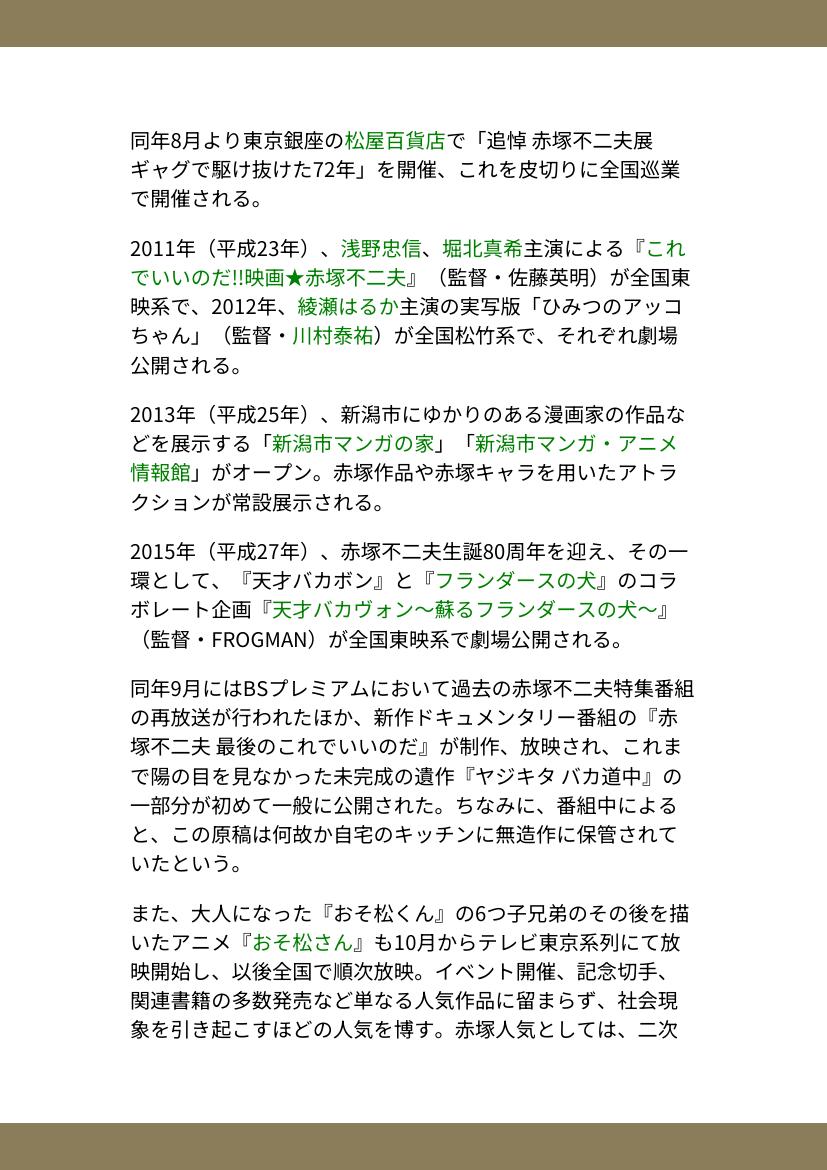 同年8月より東京銀座の松屋百貨店で「追悼 赤塚不二夫展
ギャグで駆け抜けた72年」を開催、これを皮切りに全国巡業
で開催される。
2011年（平成23年）、浅野忠信、堀北真希主演による『これ
でいいのだ!!映画★赤塚不二夫』（監督・佐藤英明）が全国東
映系で、2012年、綾瀬はるか主演の実写版「ひみつのアッコ
ちゃん」（監督・川村泰祐）が全国松竹系で、それぞれ劇場
公開される。
2013年（平成25年）、新潟市にゆかりのある漫画家の作品な
どを展示する「新潟市マンガの家」「新潟市マンガ・アニメ
情報館」がオープン。赤塚作品や赤塚キャラを用いたアトラ
クションが常設展示される。
2015年（平成27年）、赤塚不二夫生誕80周年を迎え、その一
環として、『天才バカボン』と『フランダースの犬』のコラ
ボレート企画『天才バカヴォン〜蘇るフランダースの犬〜』
（監督・FROGMAN）が全国東映系で劇場公開される。
同年9月にはBSプレミアムにおいて過去の赤塚不二夫特集番組
の再放送が行われたほか、新作ドキュメンタリー番組の『赤
塚不二夫 最後のこれでいいのだ』が制作、放映され、これま
で陽の目を見なかった未完成の遺作『ヤジキタ バカ道中』の
一部分が初めて一般に公開された。ちなみに、番組中による
と、この原稿は何故か自宅のキッチンに無造作に保管されて
いたという。
また、大人になった『おそ松くん』の6つ子兄弟のその後を描
いたアニメ『おそ松さん』も10月からテレビ東京系列にて放
映開始し、以後全国で順次放映。イベント開催、記念切手、
関連書籍の多数発売など単なる人気作品に留まらず、社会現
象を引き起こすほどの人気を博す。赤塚人気としては、二次